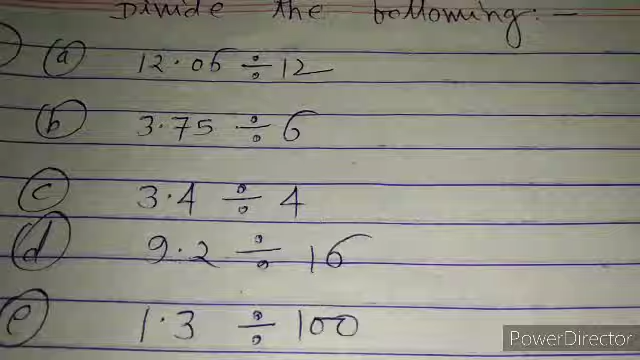 Divide the following:-
(a) 12.06 ÷ 12
(b) 3.75 ÷ 6
(c) 3.4 ÷ 4
(d) 9.2 ÷ 16
(e) 1.3 ÷ 100
PowerDirector